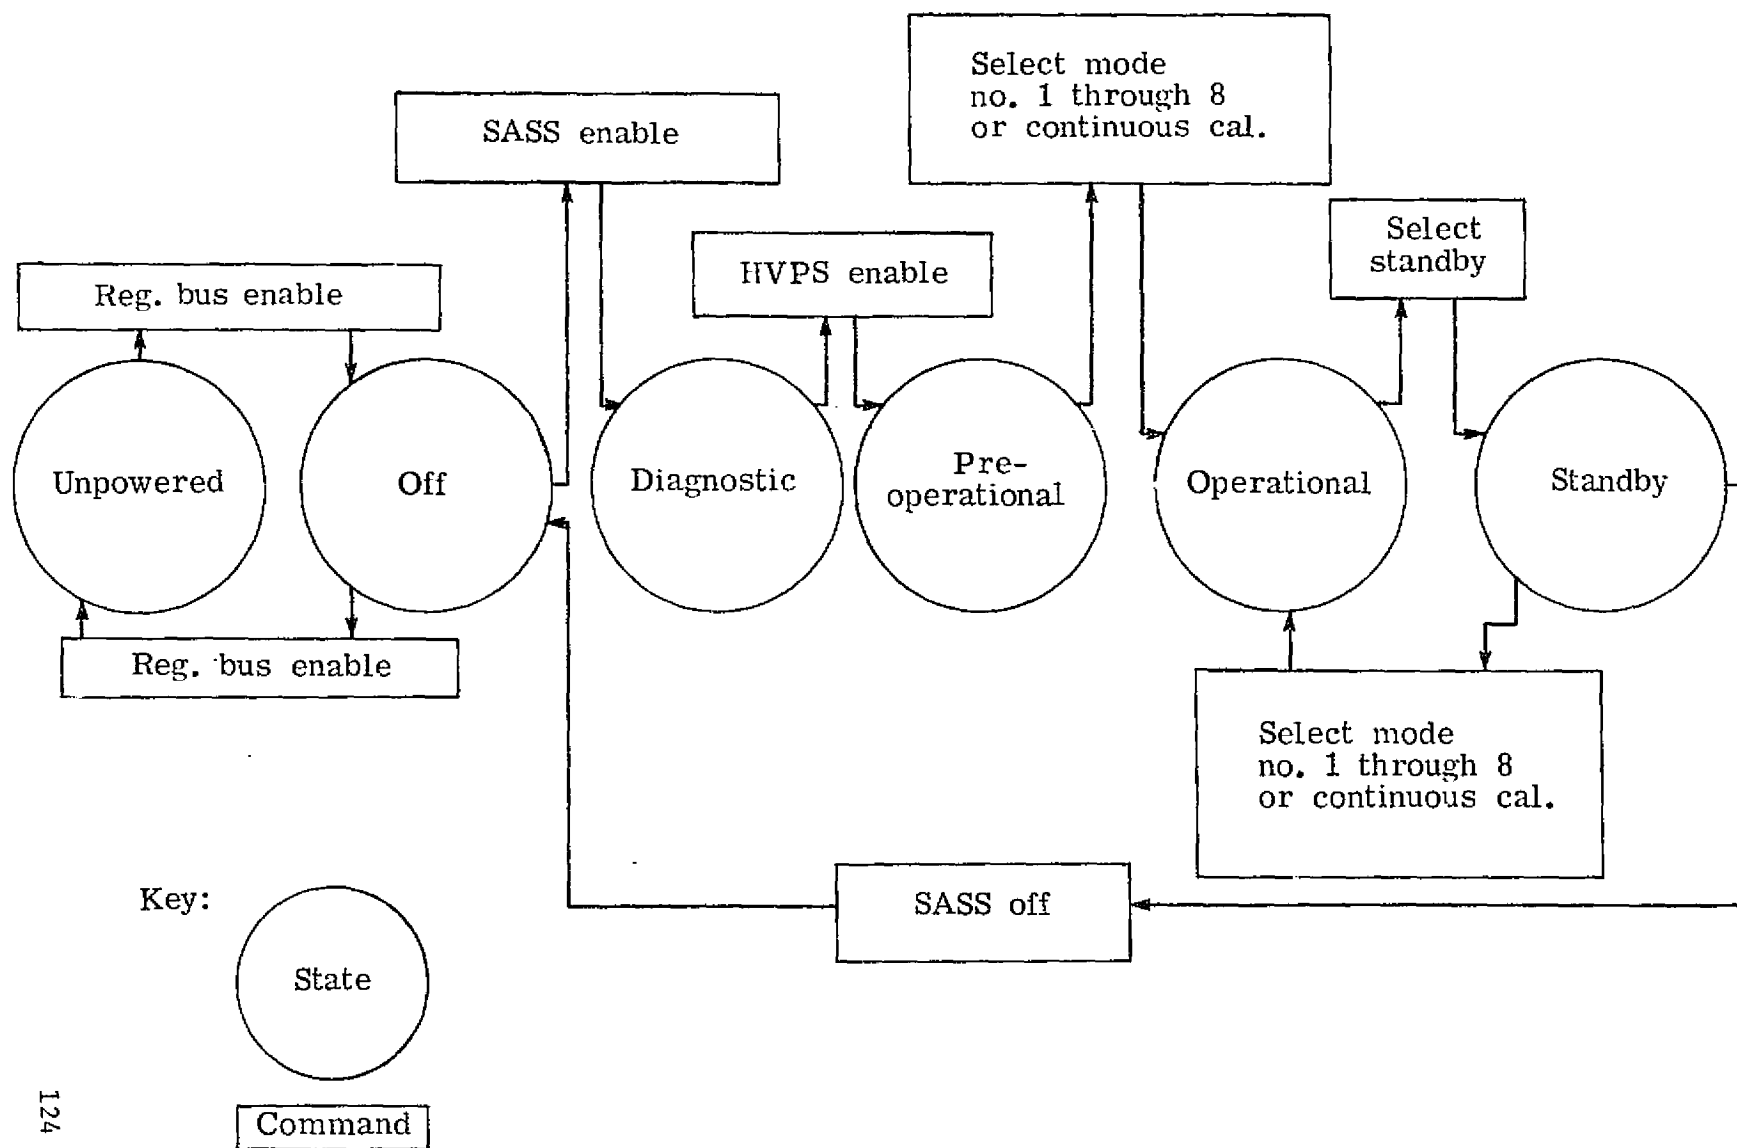 Select mode
no. 1 through 8
or continuous cal.
SASS enable
Select
standby
HVPS enable
Reg. bus enable
Unpowered
Off
Diagnostic
Pre-
operational
Operational
Standby
Reg. bus enable
Select mode
no. 1 through 8
or continuous cal.
SASS off
Key:
State
Command
124